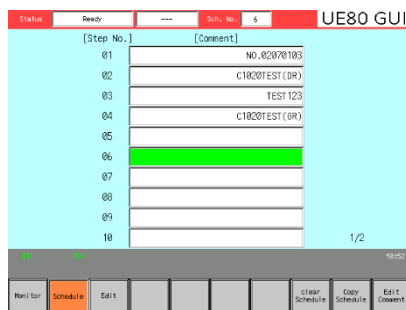 Status Ready --- Sch. No. 6 UE80 GUI
[Step No.] [Comment]
01 NO.02070103
02 C1020TEST(DR)
03 TEST123
04 C1020TEST(GR)
05
06
07
08
09
10 1/2
10:52
Monitor Schedule Edit clear Schedule Copy Schedule Edit Comment